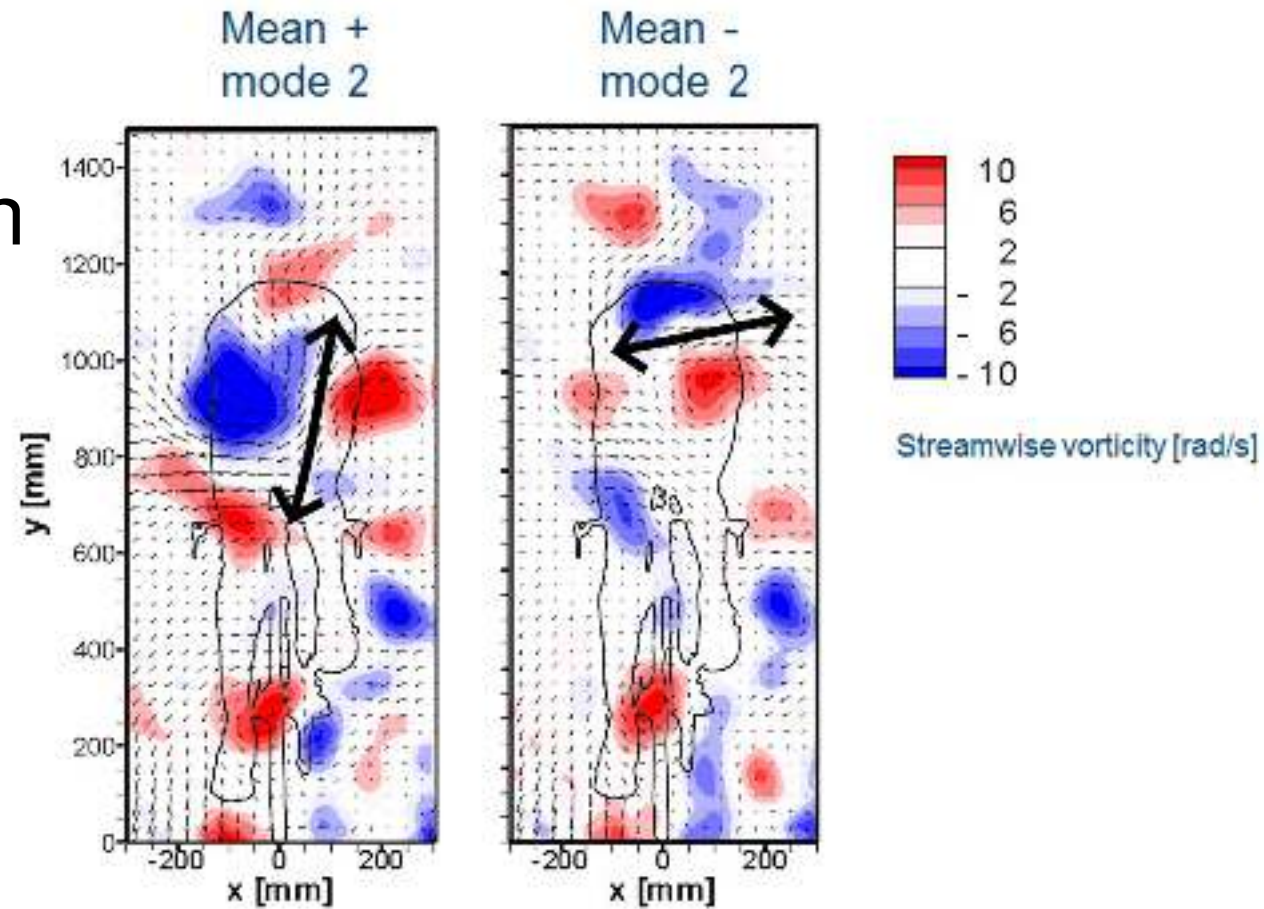 Mean +
mode 2
Mean -
mode 2
n
1400
1200
1000
800
600
400
200
0
y [mm]
-200 0 200
x [mm]
-200 0 200
x [mm]
10
6
2
- 2
- 6
- 10
Streamwise vorticity [rad/s]